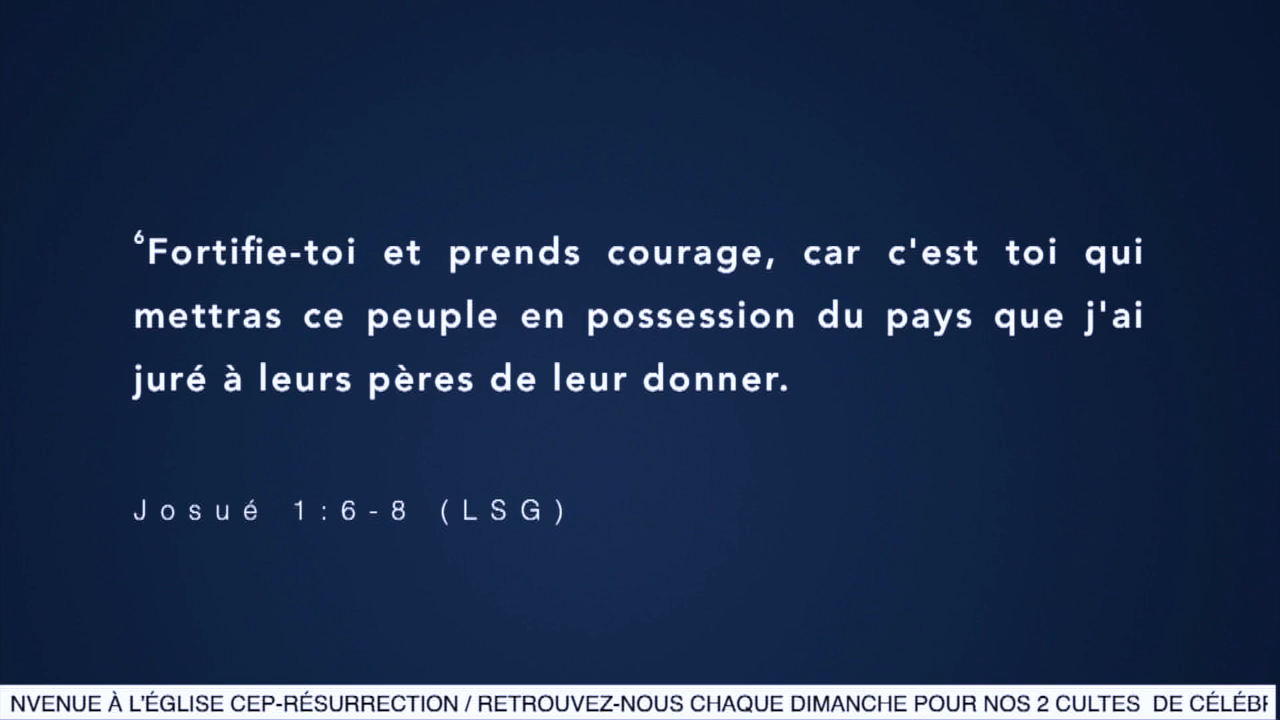 ⁶Fortifie-toi et prends courage, car c'est toi qui
mettras ce peuple en possession du pays que j'ai
juré à leurs pères de leur donner.
Josué 1:6-8 (LSG)
NVENUE À L'ÉGLISE CEP-RÉSURRECTION / RETROUVEZ-NOUS CHAQUE DIMANCHE POUR NOS 2 CULTES DE